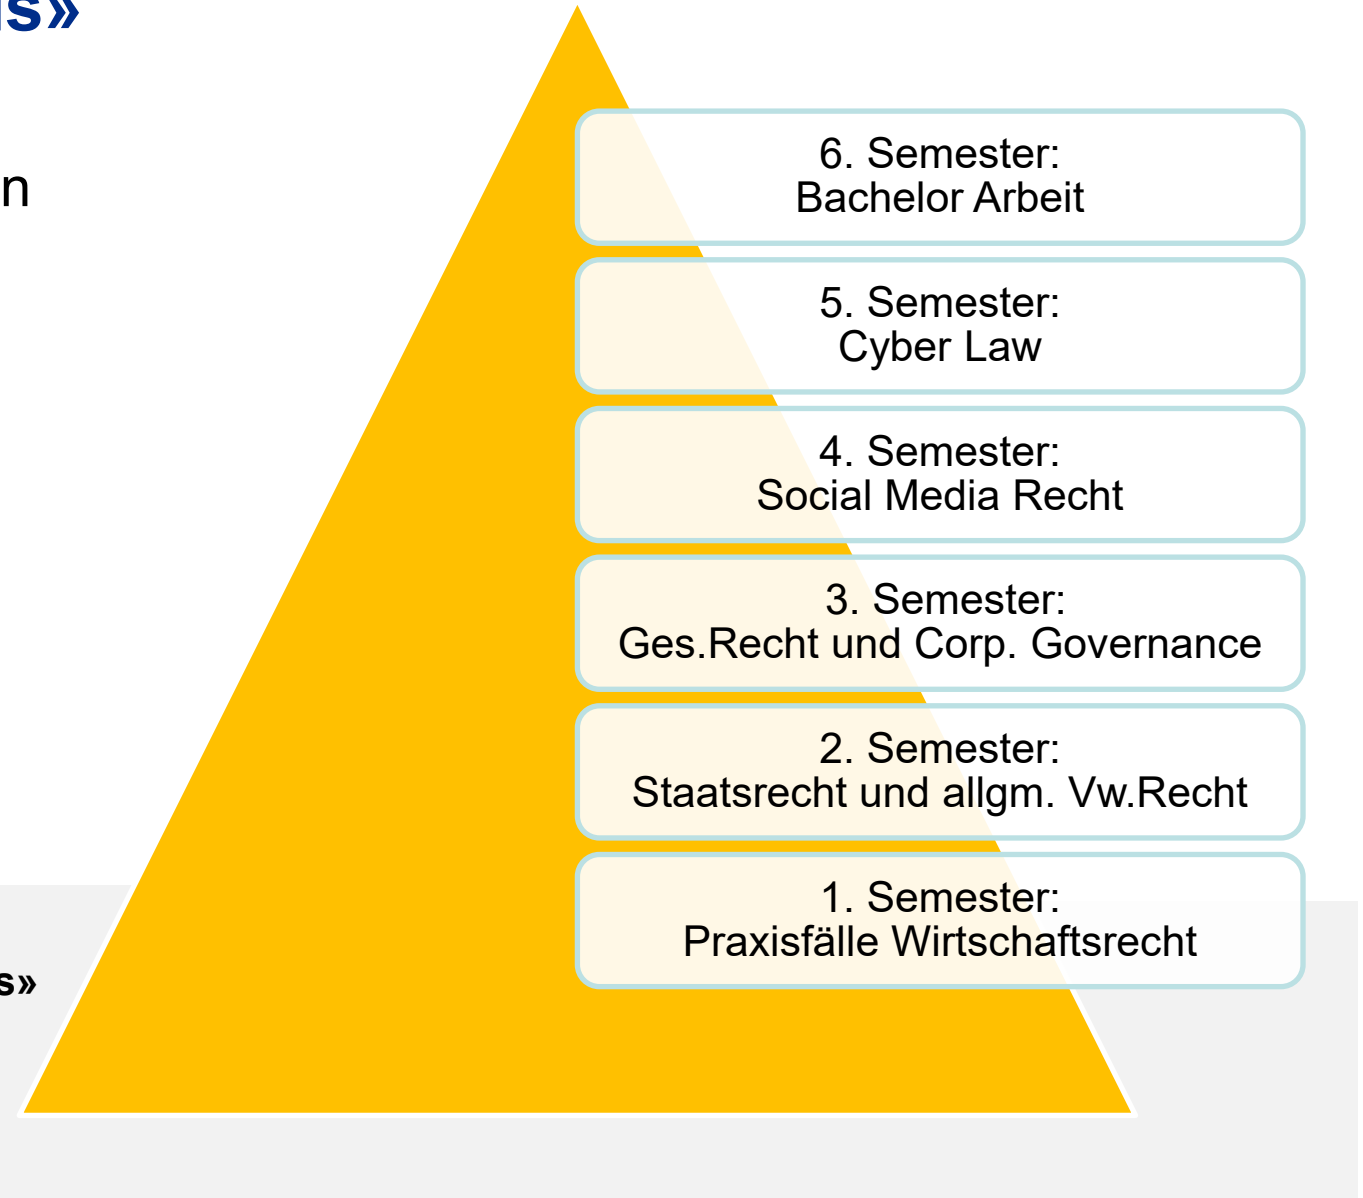 6. Semester:
Bachelor Arbeit
5. Semester:
Cyber Law
4. Semester:
Social Media Recht
3. Semester:
Ges.Recht und Corp. Governance
2. Semester:
Staatsrecht und allgm. Vw.Recht
1. Semester:
Praxisfälle Wirtschaftsrecht